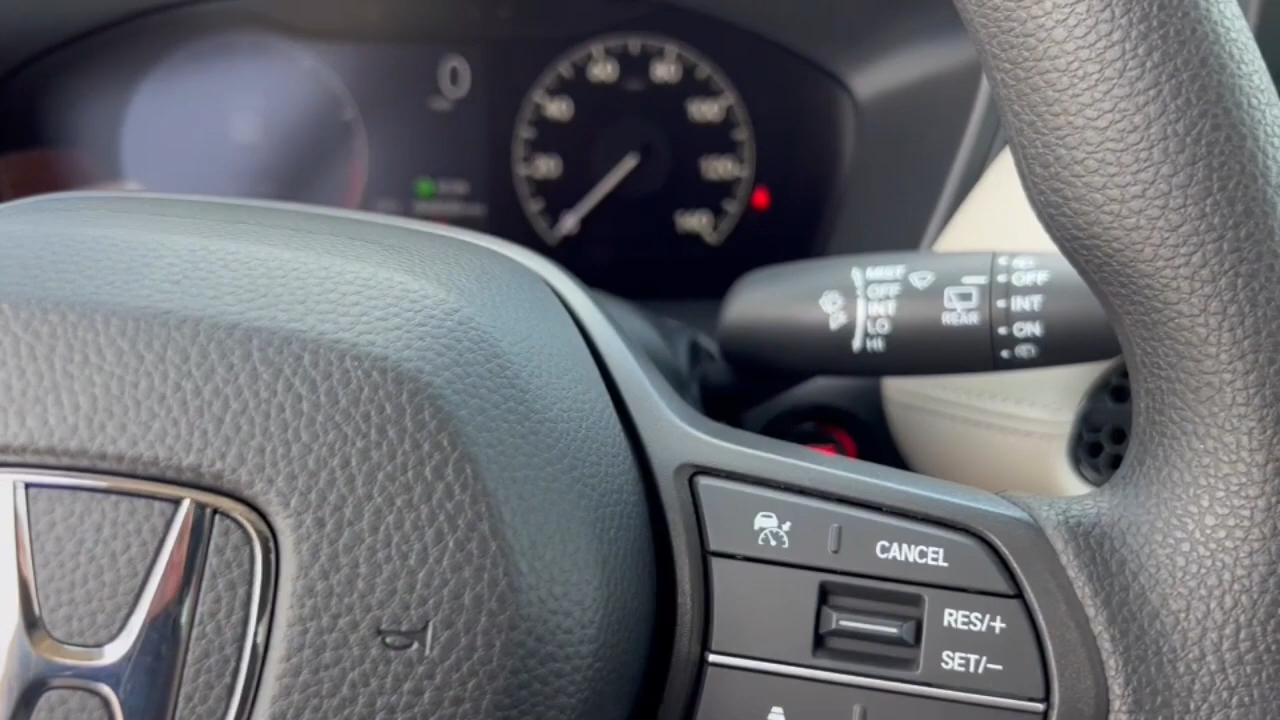 0
60 80
40 100
20 120
140
MIST
OFF
INT
LO
HI
REAR
OFF
INT
ON
CANCEL
RES/+
SET/−